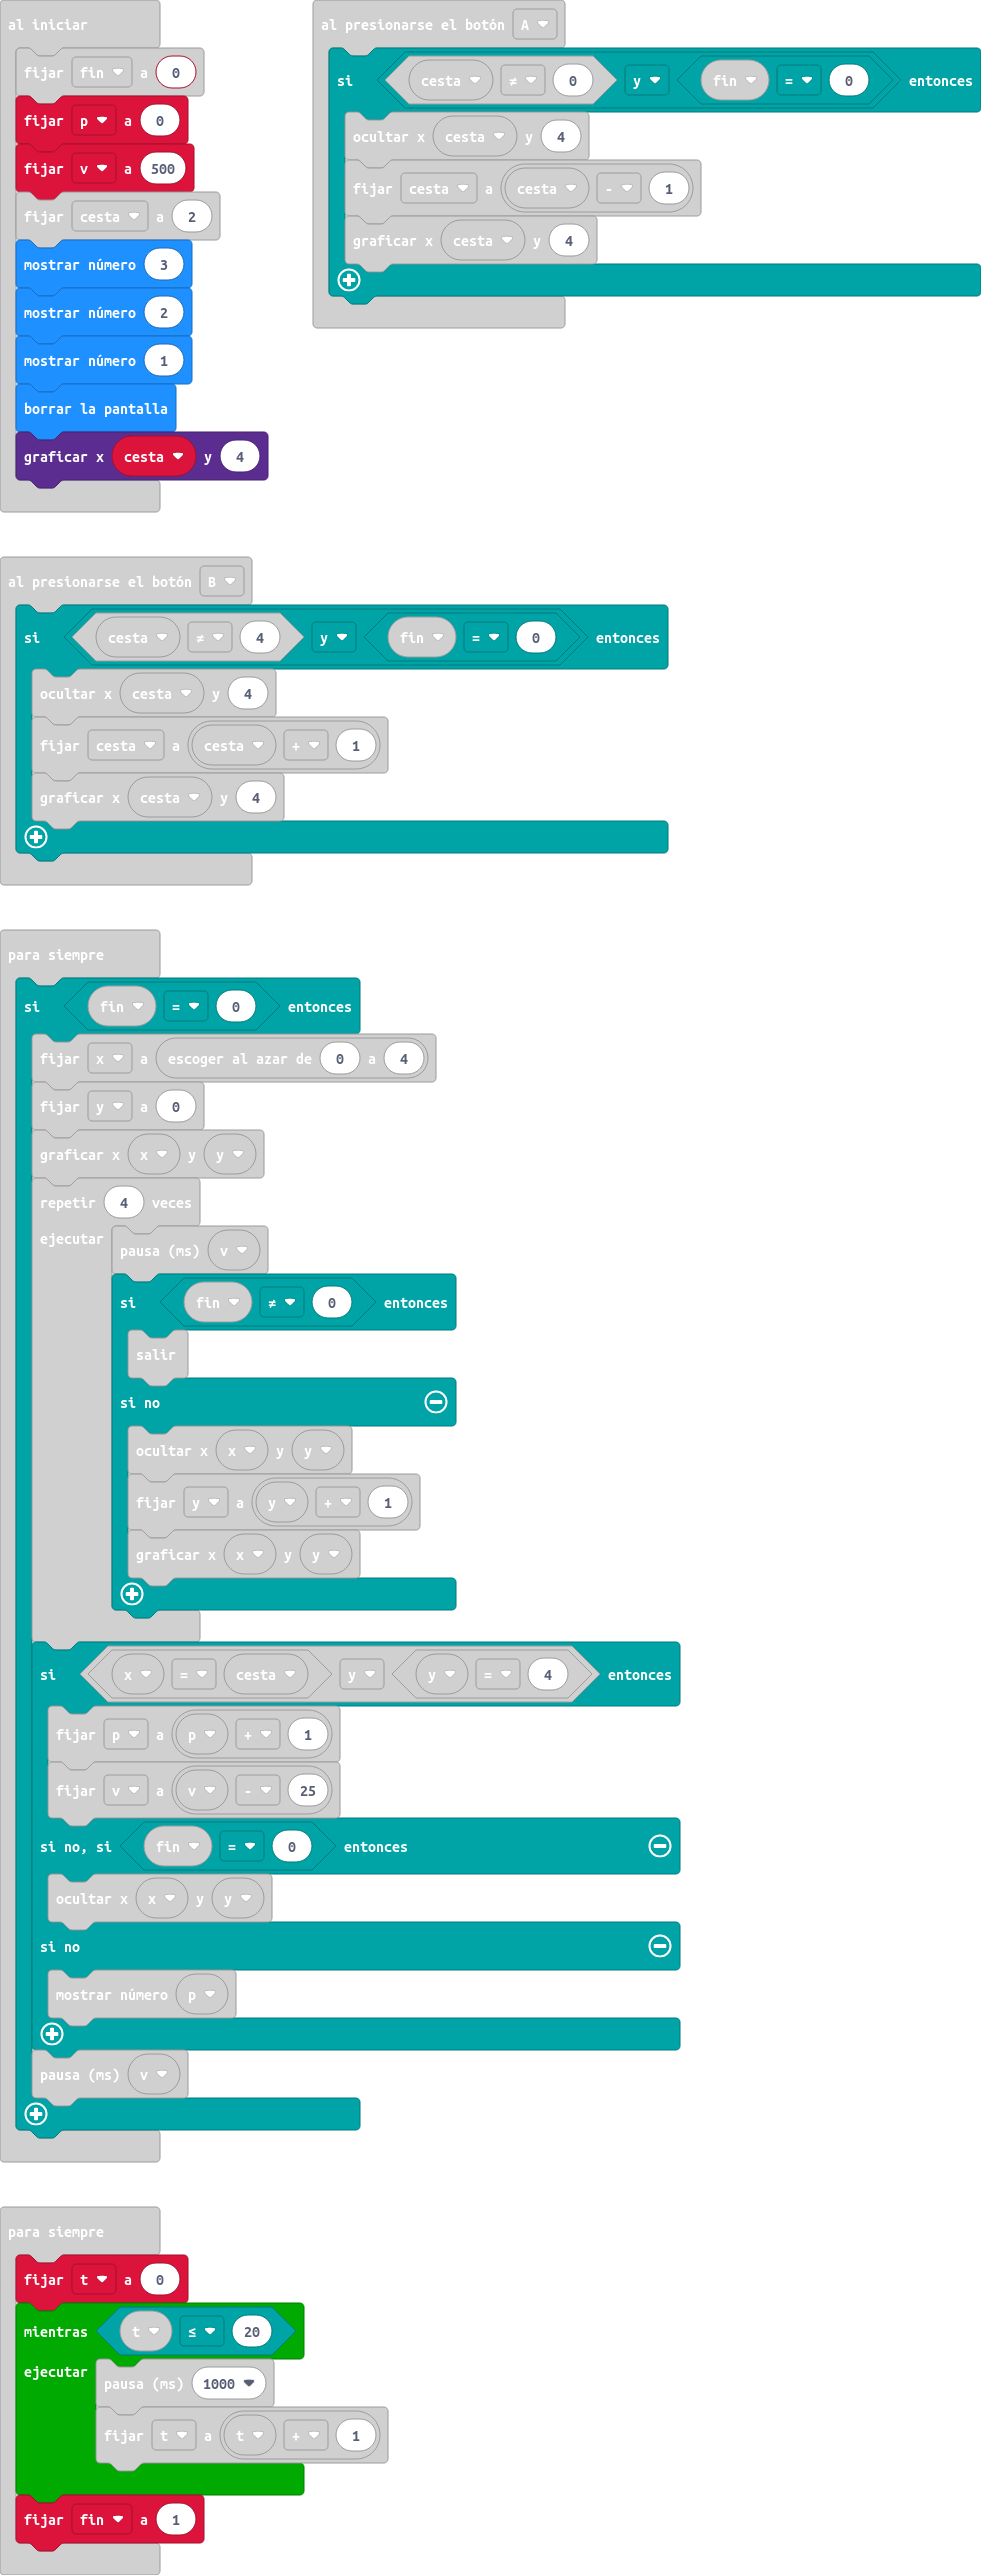 al iniciar
fijar fin a 0
fijar p a 0
fijar v a 500
fijar cesta a 2
mostrar número 3
mostrar número 2
mostrar número 1
borrar la pantalla
graficar x cesta y 4
al presionarse el botón A
si cesta ≠ 0 y fin = 0 entonces
ocultar x cesta y 4
fijar cesta a cesta - 1
graficar x cesta y 4
al presionarse el botón B
si cesta ≠ 4 y fin = 0 entonces
ocultar x cesta y 4
fijar cesta a cesta + 1
graficar x cesta y 4
para siempre
si fin = 0 entonces
fijar x a escoger al azar de 0 a 4
fijar y a 0
graficar x x y y
repetir 4 veces
ejecutar
pausa (ms) v
si fin ≠ 0 entonces
salir
si no
ocultar x x y y
fijar y a y + 1
graficar x x y y
si x = cesta y y = 4 entonces
fijar p a p + 1
fijar v a v - 25
si no, si fin = 0 entonces
ocultar x x y y
si no
mostrar número p
pausa (ms) v
para siempre
fijar t a 0
mientras t ≤ 20
ejecutar
pausa (ms) 1000
fijar t a t + 1
fijar fin a 1